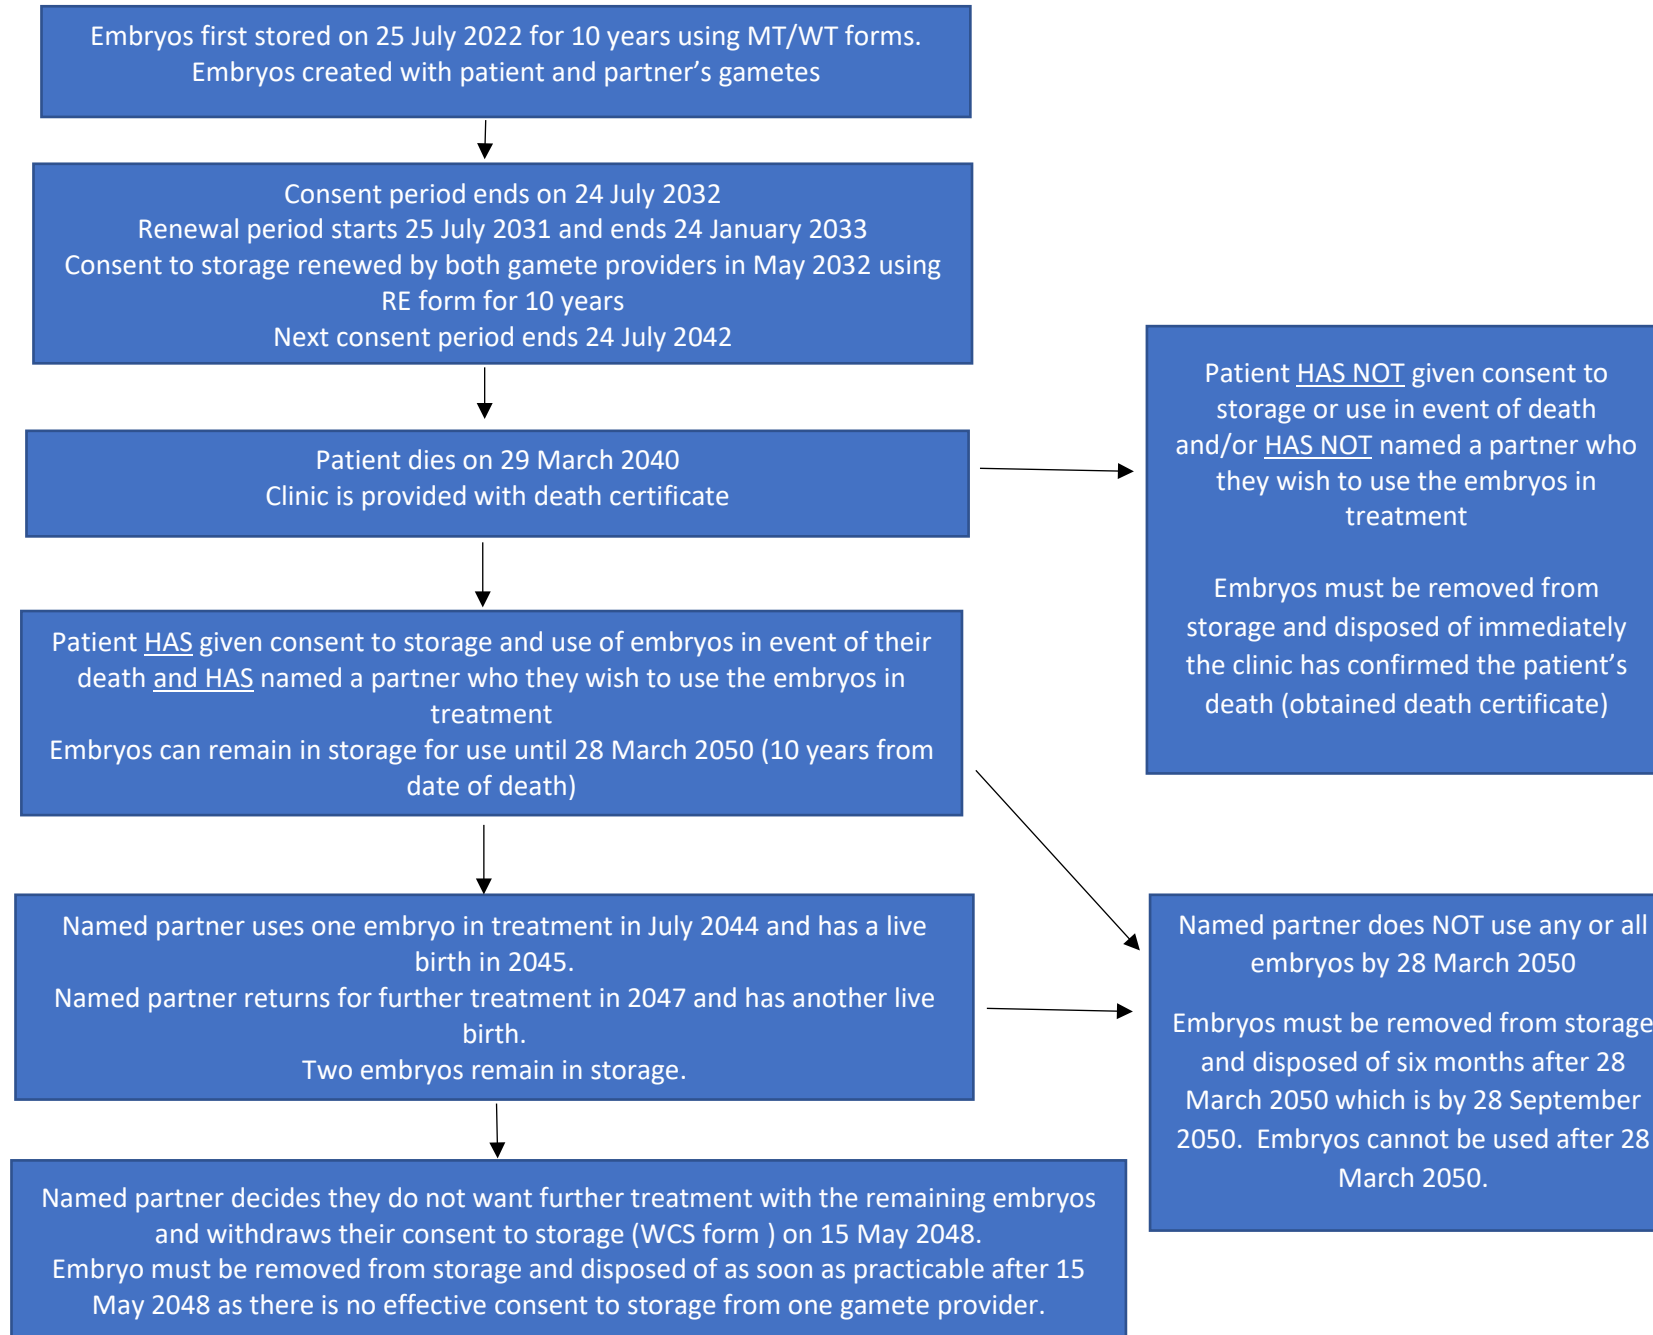 Embryos first stored on 25 July 2022 for 10 years using MT/WT forms.
Embryos created with patient and partner’s gametes
Consent period ends on 24 July 2032
Renewal period starts 25 July 2031 and ends 24 January 2033
Consent to storage renewed by both gamete providers in May 2032 using
RE form for 10 years
Next consent period ends 24 July 2042
Patient dies on 29 March 2040
Clinic is provided with death certificate
Patient HAS NOT given consent to
storage or use in event of death
and/or HAS NOT named a partner who
they wish to use the embryos in
treatment
Embryos must be removed from
storage and disposed of immediately
the clinic has confirmed the patient’s
death (obtained death certificate)
Patient HAS given consent to storage and use of embryos in event of their
death and HAS named a partner who they wish to use the embryos in
treatment
Embryos can remain in storage for use until 28 March 2050 (10 years from
date of death)
Named partner uses one embryo in treatment in July 2044 and has a live
birth in 2045.
Named partner returns for further treatment in 2047 and has another live
birth.
Two embryos remain in storage.
Named partner does NOT use any or all
embryos by 28 March 2050
Embryos must be removed from storage
and disposed of six months after 28
March 2050 which is by 28 September
2050.  Embryos cannot be used after 28
March 2050.
Named partner decides they do not want further treatment with the remaining embryos
and withdraws their consent to storage (WCS form ) on 15 May 2048.
Embryo must be removed from storage and disposed of as soon as practicable after 15
May 2048 as there is no effective consent to storage from one gamete provider.